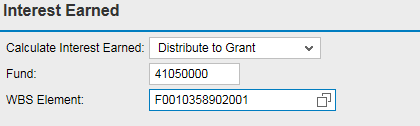 Interest Earned
Calculate Interest Earned: Distribute to Grant
Fund: 41050000
WBS Element: F0010358902001